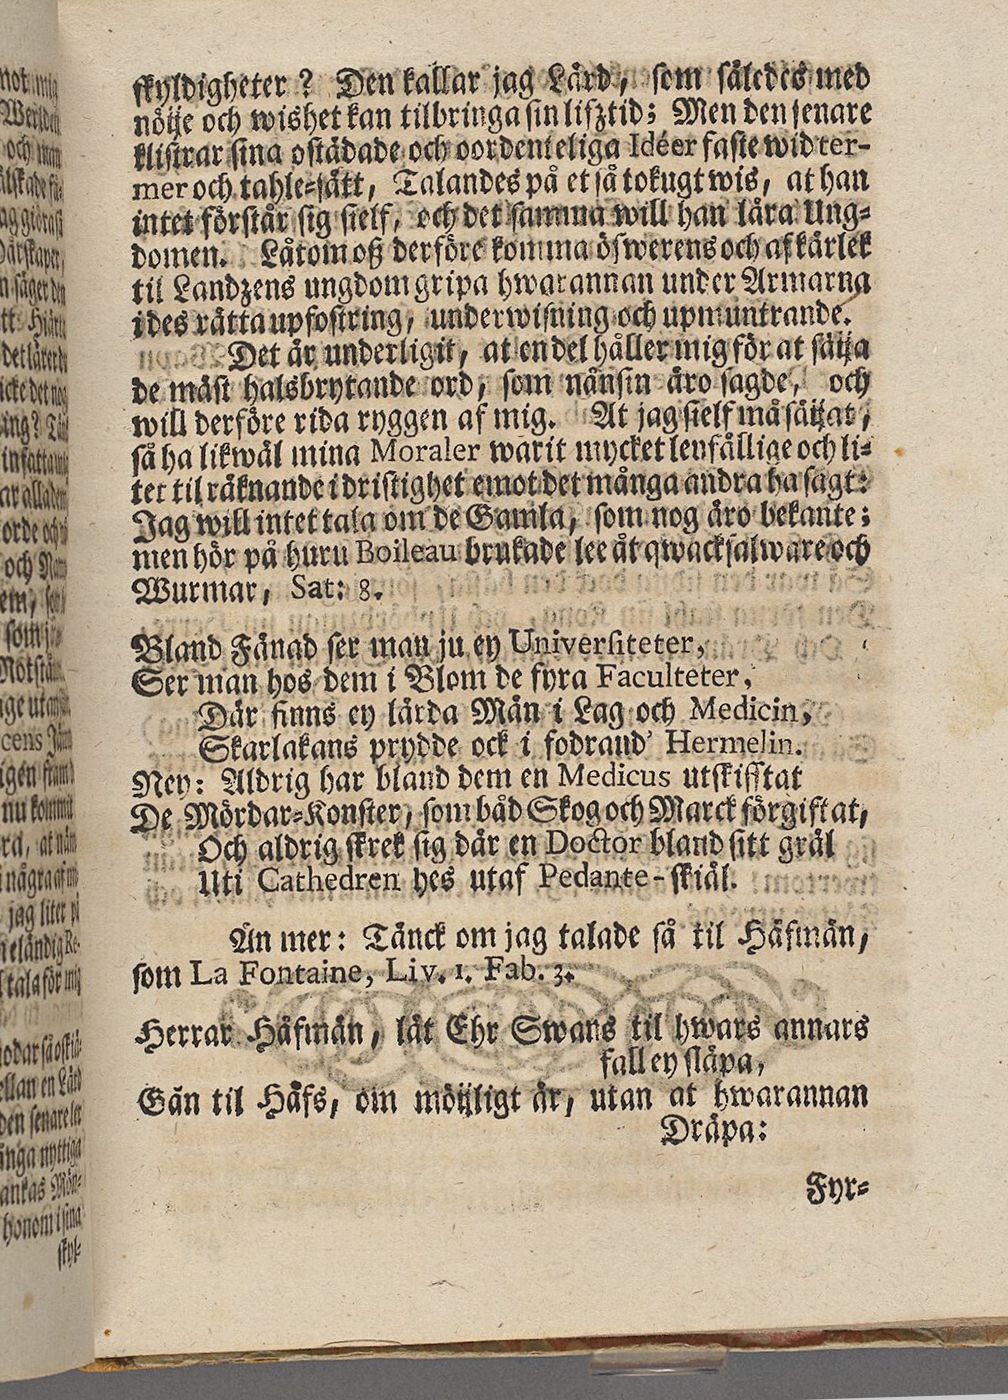 skyldigheter? Den kallar jag Lärd, som således med
nöije och wishet kan tilbringa sin lifztid; Men den senare
klistrar sina ostädade och oordenteliga Idéer faste wid ter-
mer och tahle-sätt, Talandes på et så tokugt wis, at han
intet förstår sig sielf, och det samma will han lära Ung-
domen. Låtom oß derföre komma öfwerens och af kärlek
til Landzens ungdom gripa hwarannan under Armarna
i des rätta upfostring, underwisning och upmuntrande.
Det är underligit, at en del håller mig för at sätja
de mäst halsbrytande ord, som nånsin äro sagde, och
will derföre rida ryggen af mig. At jag sielf må sätjat,
så ha likwäl mina Moraler warit mycket lenfällige och li-
tet til räknande i dristighet emot det många andra ha sagt:
Jag will intet tala om de Gamla, som nog äro bekante;
men hör på huru Boileau brukade lee åt qwacksalware och
Wurmar, Sat: 8.
Bland Fänad ser man ju ey Universiteter,
Ser man hos dem i Blom de fyra Faculteter,
Där finns ey lärda Män i Lag och Medicin,
Skarlakans prydde ock i fodrand' Hermelin.
Ney: Aldrig har bland dem en Medicus utskifftat
De Mördar-Konster, som båd Skog och Marck förgiftat,
Och aldrig skrek sig där en Doctor bland sitt gräl
Uti Cathedren hes utaf Pedante-skiäl.
Än mer: Tänck om jag talade så til Häfmän,
som La Fontaine, Liv. 1. Fab. 3.
Herrar Häfmän, låt Ehr Swans til hwars annars
fall ey släpa,
Gån til Häfs, om möijligt är, utan at hwarannan
Dräpa:
Fyr-